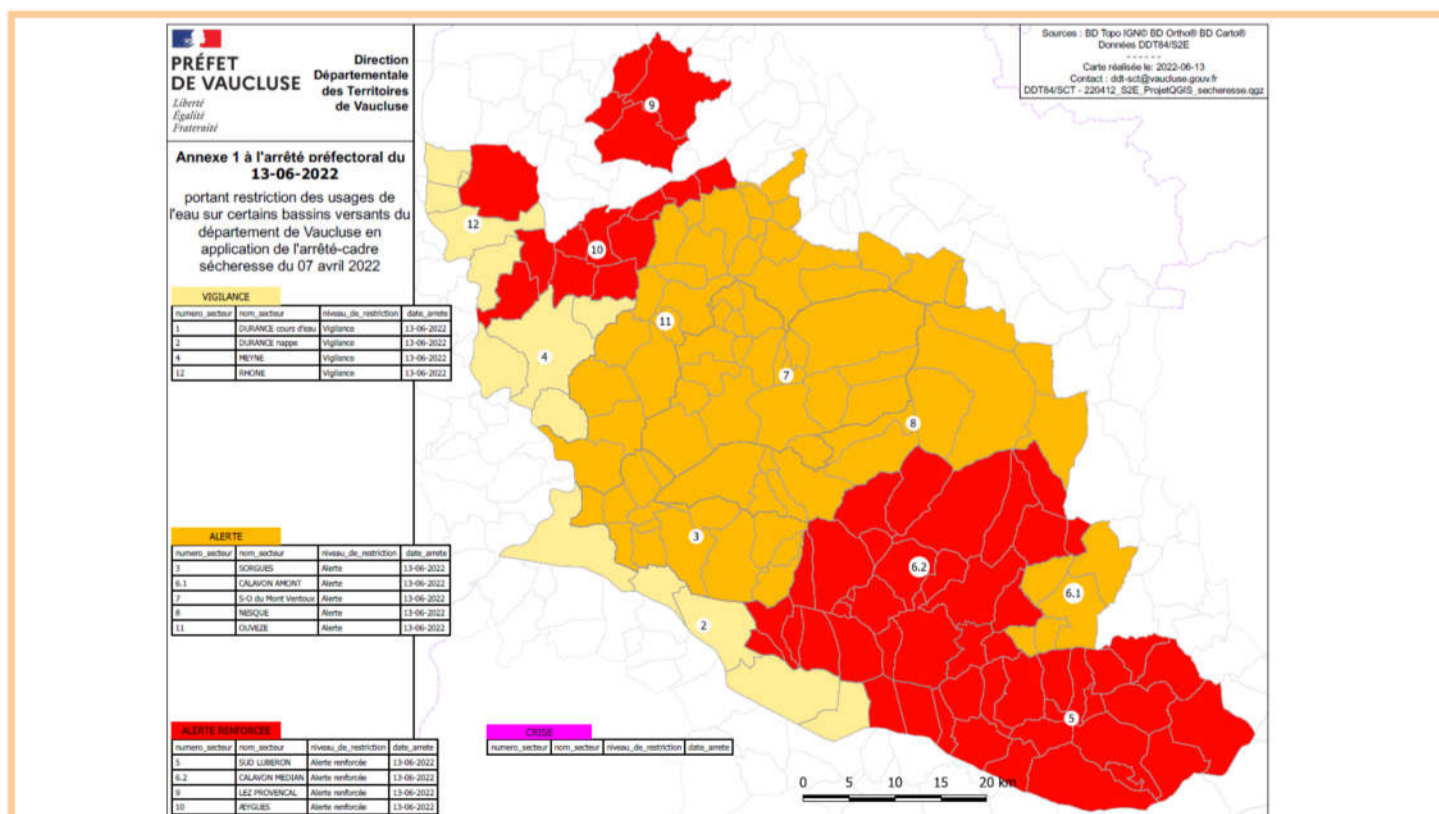 PRÉFET
DE VAUCLUSE
Liberté
Égalité
Fraternité
Direction
Départementale
des Territoires
de Vaucluse
Annexe 1 à l'arrêté préfectoral du
13-06-2022
portant restriction des usages de
l'eau sur certains bassins versants du
département de Vaucluse en
application de l'arrêté-cadre
sécheresse du 07 avril 2022
VIGILANCE
numero_secteur nom_secteur niveau_de_restriction date_arrete
1 DURANCE cours d'eau Vigilance 13-06-2022
2 DURANCE nappe Vigilance 13-06-2022
4 MEYNE Vigilance 13-06-2022
12 RHONE Vigilance 13-06-2022
ALERTE
numero_secteur nom_secteur niveau_de_restriction date_arrete
3 SORGUES Alerte 13-06-2022
6.1 CALAVON AMONT Alerte 13-06-2022
7 S-O du Mont Ventoux Alerte 13-06-2022
8 NESQUE Alerte 13-06-2022
11 OUVEZE Alerte 13-06-2022
ALERTE RENFORCEE
numero_secteur nom_secteur niveau_de_restriction date_arrete
5 SUD LUBERON Alerte renforcée 13-06-2022
6.2 CALAVON MEDIAN Alerte renforcée 13-06-2022
9 LEZ PROVENCAL Alerte renforcée 13-06-2022
10 ÆYGUES Alerte renforcée 13-06-2022
CRISE
numero_secteur nom_secteur niveau_de_restriction date_arrete
Sources : BD Topo IGN© BD Ortho® BD Carto®
Données DDT84/S2E
- - - - - -
Carte réalisée le: 2022-06-13
Contact : ddt-sct@vaucluse.gouv.fr
DDT84/SCT - 220412_S2E_ProjetQGIS_secheresse.qgz
9
12
10
11
4
7
8
3
6.2
6.1
2
5
0 5 10 15 20 km